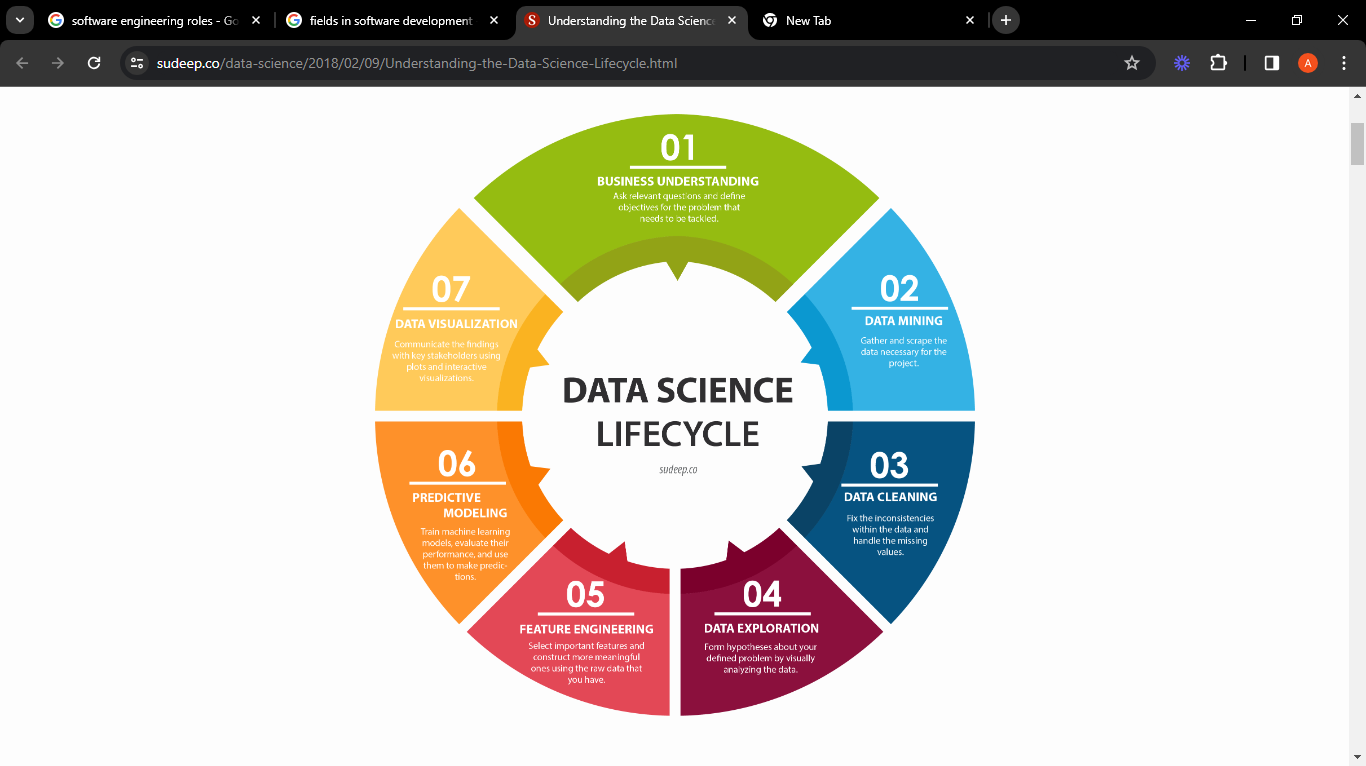 software engineering roles - Go
fields in software development
Understanding the Data Science
New Tab
sudeep.co/data-science/2018/02/09/Understanding-the-Data-Science-Lifecycle.html
A
01
BUSINESS UNDERSTANDING
Ask relevant questions and define
objectives for the problem that
needs to be tackled.
02
DATA MINING
Gather and scrape the
data necessary for the
project.
03
DATA CLEANING
Fix the inconsistencies
within the data and
handle the missing
values.
04
DATA EXPLORATION
Form hypotheses about your
defined problem by visually
analyzing the data.
05
FEATURE ENGINEERING
Select important features and
construct more meaningful
ones using the raw data that
you have.
06
PREDICTIVE
MODELING
Train machine learning
models, evaluate their
performance, and use
them to make predic-
tions.
07
DATA VISUALIZATION
Communicate the findings
with key stakeholders using
plots and interactive
visualizations.
DATA SCIENCE
LIFECYCLE
sudeep.co